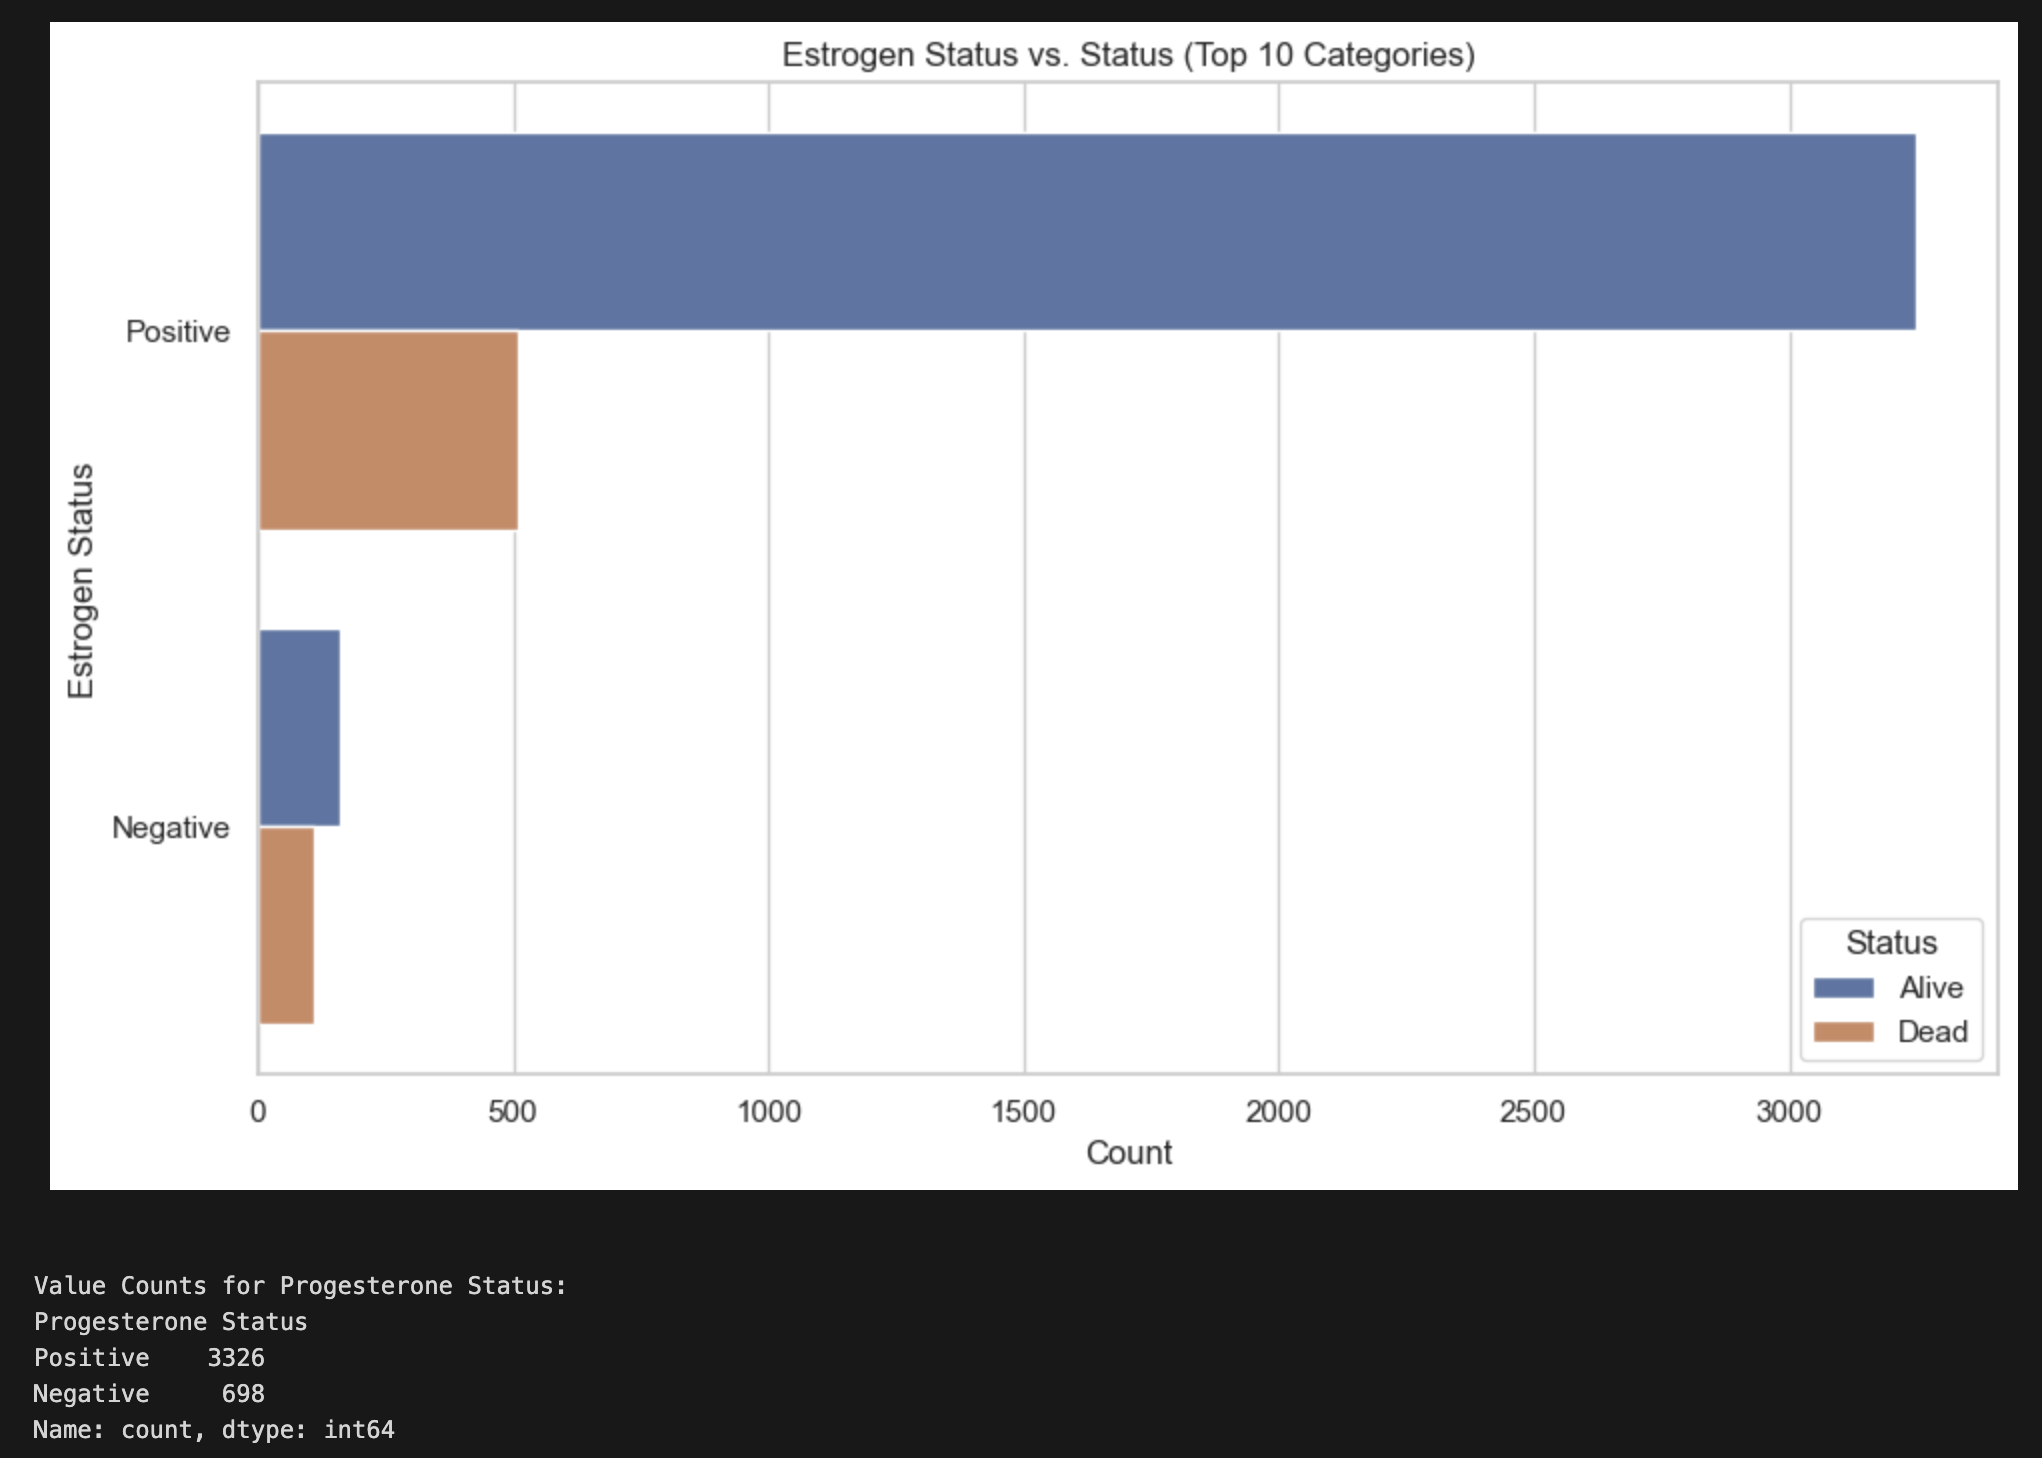 Estrogen Status vs. Status (Top 10 Categories)
Estrogen Status
Positive
Negative
Status
Alive
Dead
0 500 1000 1500 2000 2500 3000
Count
Value Counts for Progesterone Status:
Progesterone Status
Positive    3326
Negative     698
Name: count, dtype: int64